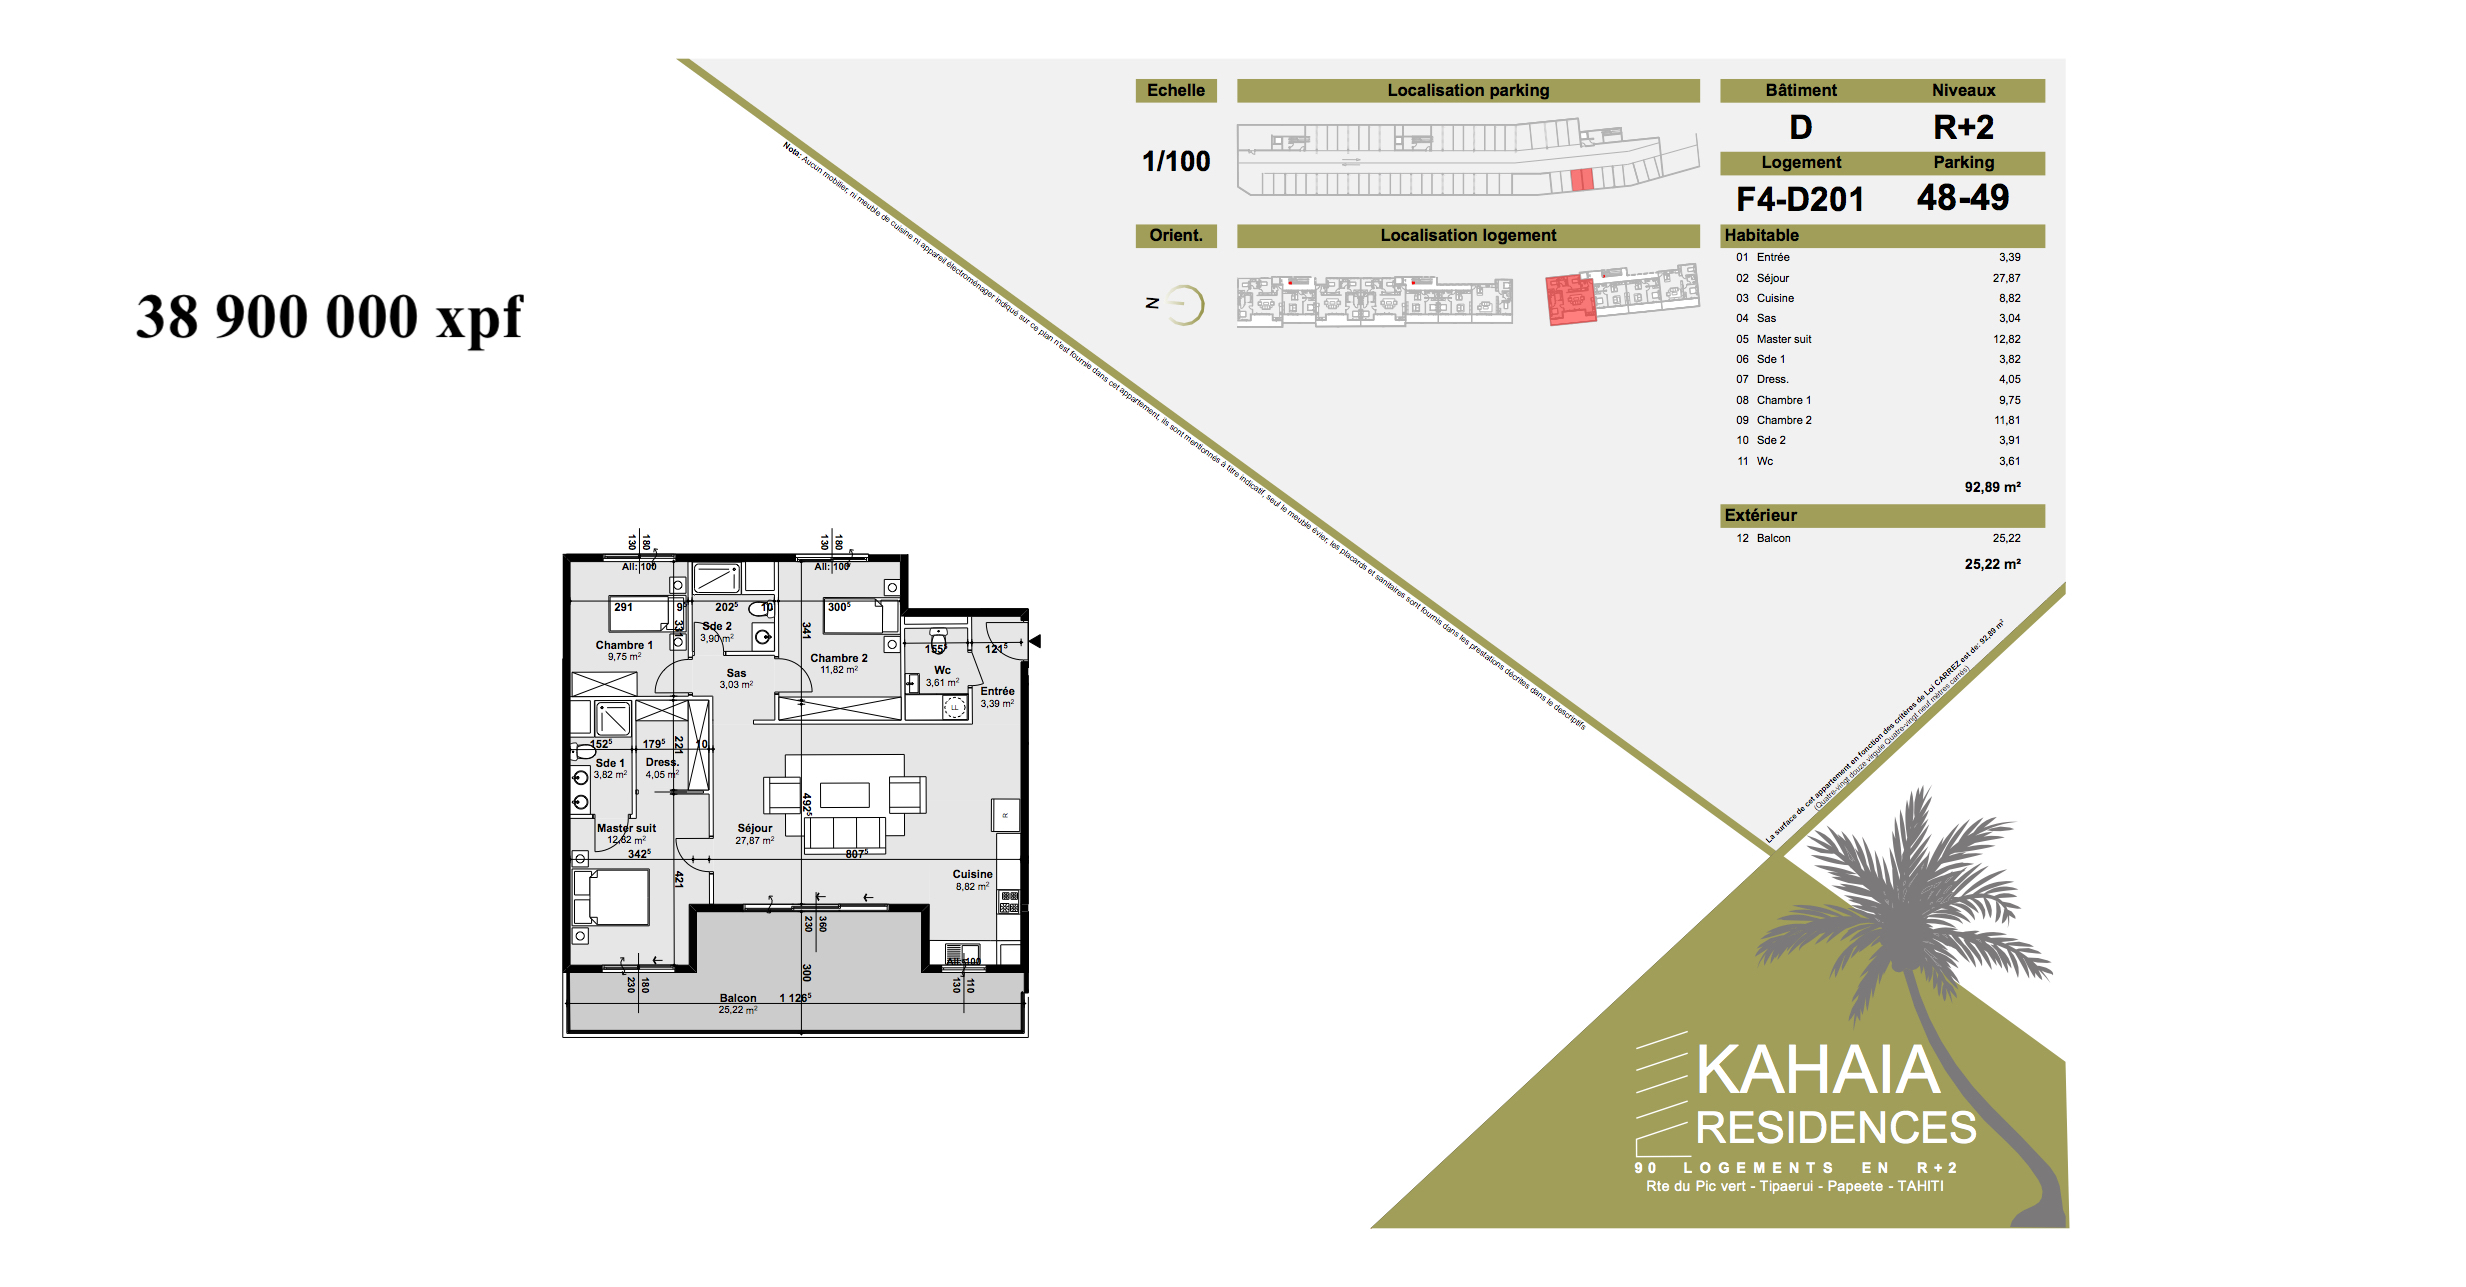 38 900 000 xpf
Echelle
1/100
Orient.
N
Localisation parking
Localisation logement
Bâtiment Niveaux
D R+2
Logement Parking
F4-D201 48-49
Habitable
01 Entrée 3,39
02 Séjour 27,87
03 Cuisine 8,82
04 Sas 3,04
05 Master suit 12,82
06 Sde 1 3,82
07 Dress. 4,05
08 Chambre 1 9,75
09 Chambre 2 11,81
10 Sde 2 3,91
11 Wc 3,61
92,89 m²
Extérieur
12 Balcon 25,22
25,22 m²
Nota: Aucun mobilier, ni meuble de cuisine ni appareil électroménager indiqué sur ce plan n'est fournie dans cet appartement, ils sont mentionnés à titre indicatif, seul le meuble évier, les placards et sanitaires sont fournis dans les prestations décrites dans le descriptifs
La surface de cet appartement en fonction des critères de Loi CARREZ est de: 92,89 m²
(Quatre-vingt douze virgule Quatre-vingt neuf mètres carrés)
130 180
All: 100
130 180
All: 100
291 9⁵ 202⁵ 10 300⁵
331
341
Chambre 1
9,75 m²
Sde 2
3,90 m²
Chambre 2
11,82 m²
Sas
3,03 m²
155⁵ 121⁵
Wc
3,61 m²
Entrée
3,39 m²
152⁵ 179⁵ 221 10
Sde 1
3,82 m²
Dress.
4,05 m²
492⁵
Master suit
12,82 m²
Séjour
27,87 m²
R
342⁵ 807⁵
421
Cuisine
8,82 m²
230 360
All: 100
230 180
300
130 110
Balcon 1 126⁵
25,22 m²
KAHAIA
RESIDENCES
90 LOGEMENTS EN R+2
Rte du Pic vert - Tipaerui - Papeete - TAHITI